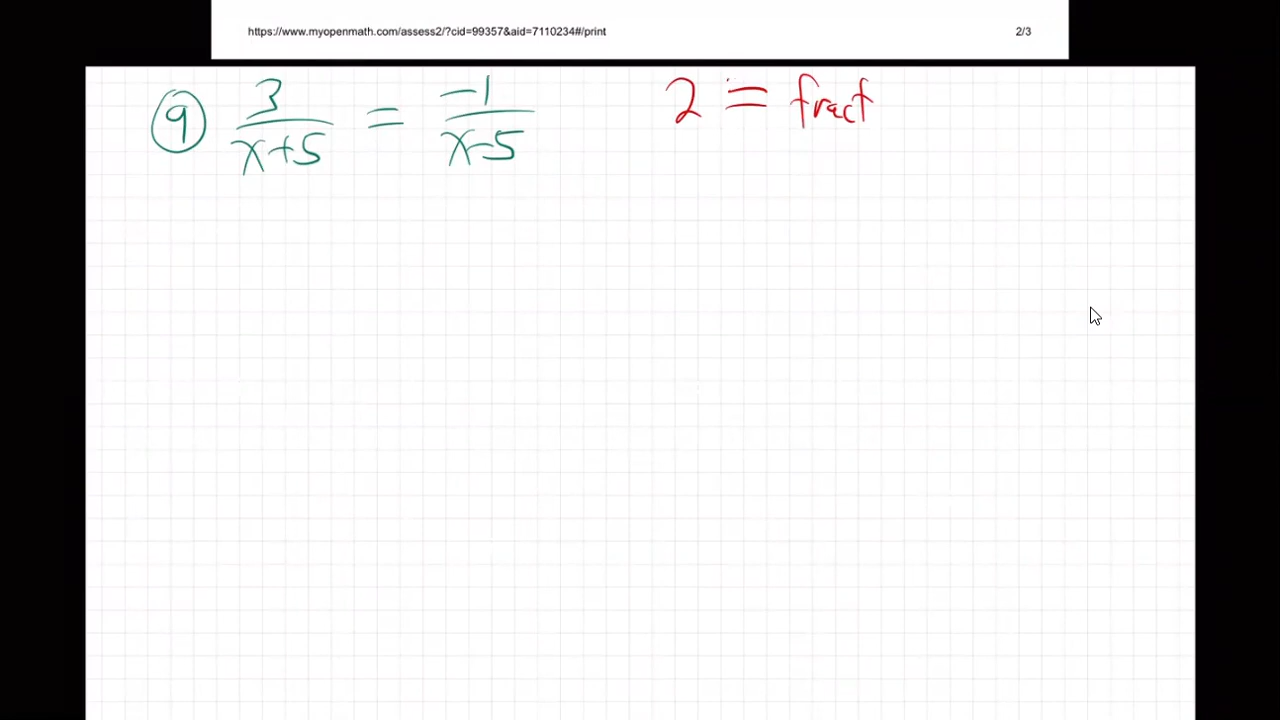 https://www.myopenmath.com/assess2/?cid=99357&aid=7110234#/print 2/3
9 3/(x+5) = -1/(x-5) 2 = fract